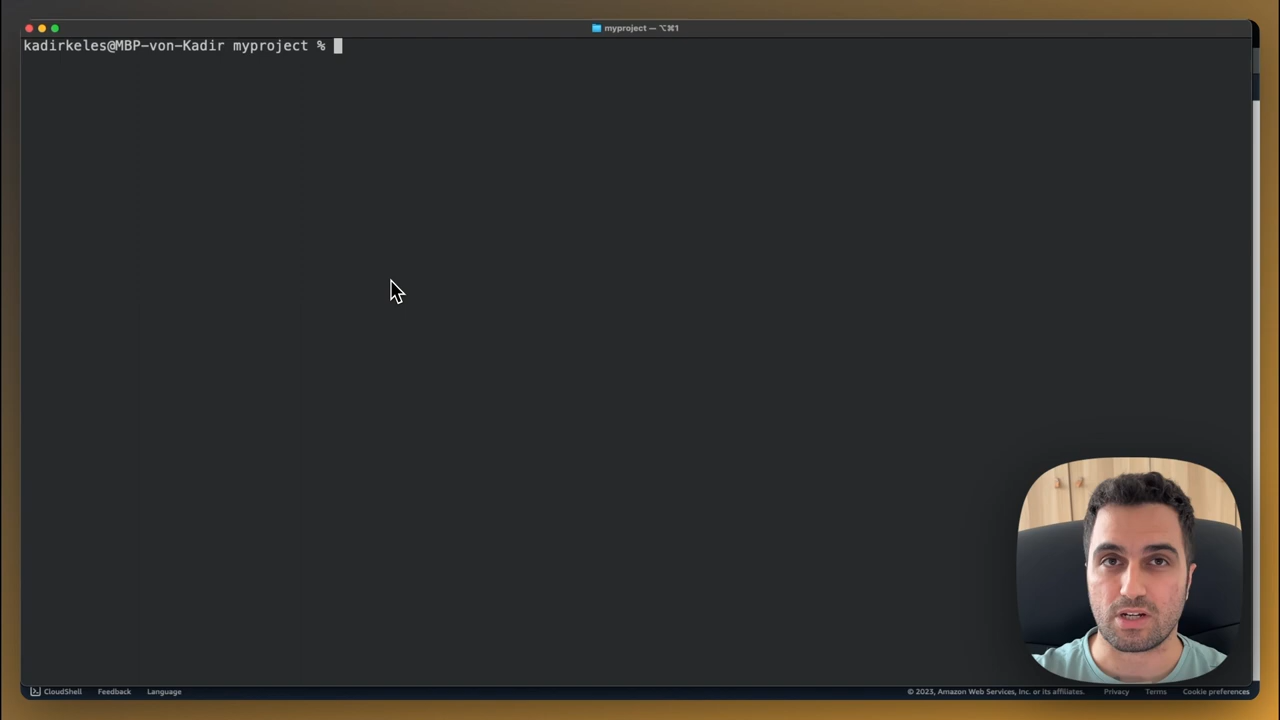 myproject — ⌥⌘1
kadirkeles@MBP-von-Kadir myproject %
CloudShell Feedback Language © 2023, Amazon Web Services, Inc. or its affiliates. Privacy Terms Cookie preferences